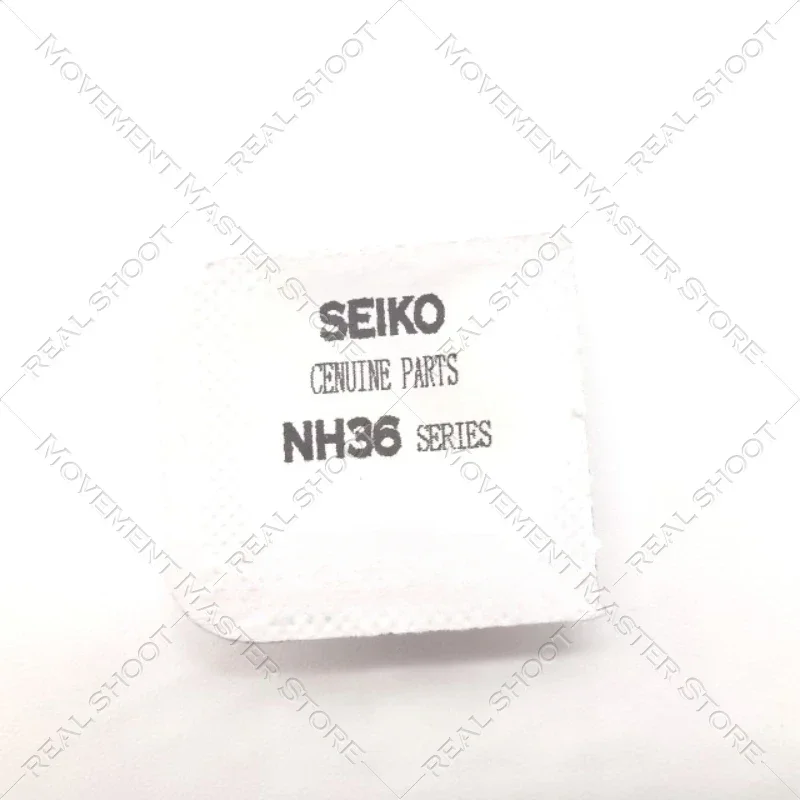 SEIKO
CENUINE PARTS
NH36 SERIES
MOVEMENT MASTER STORE
REAL SHOOT